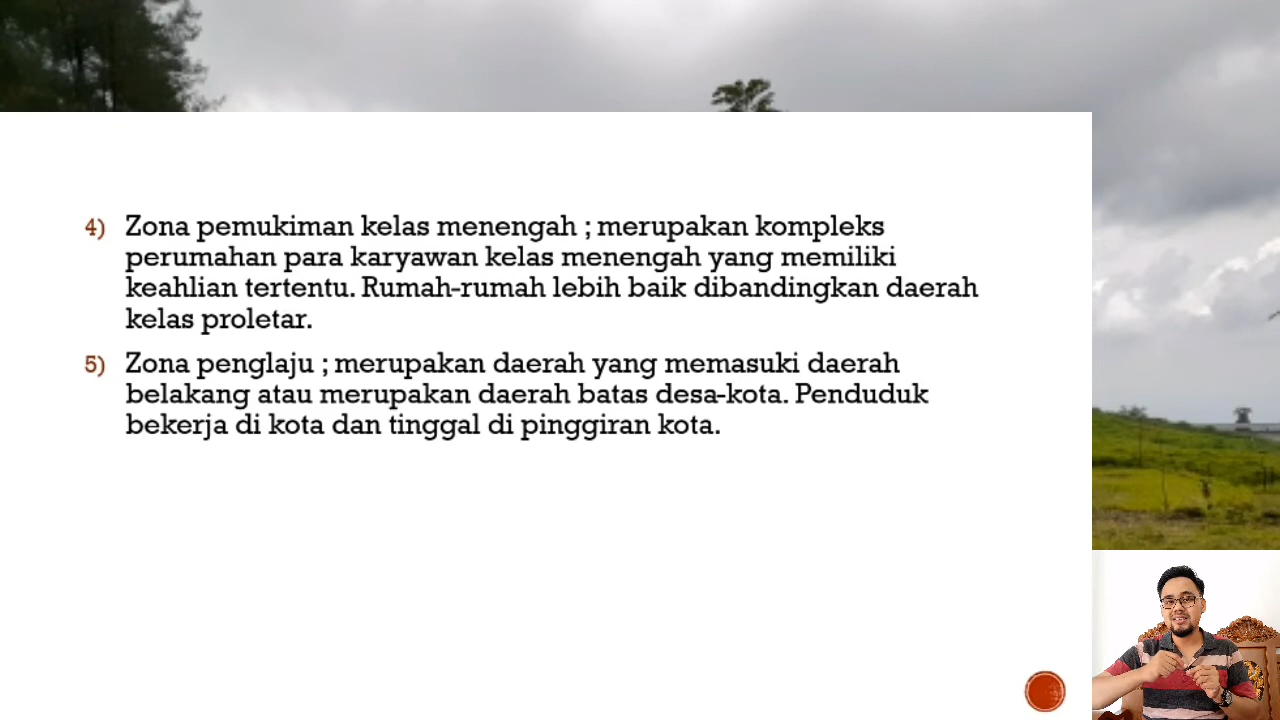 4) Zona pemukiman kelas menengah ; merupakan kompleks
perumahan para karyawan kelas menengah yang memiliki
keahlian tertentu. Rumah-rumah lebih baik dibandingkan daerah
kelas proletar.
5) Zona penglaju ; merupakan daerah yang memasuki daerah
belakang atau merupakan daerah batas desa-kota. Penduduk
bekerja di kota dan tinggal di pinggiran kota.